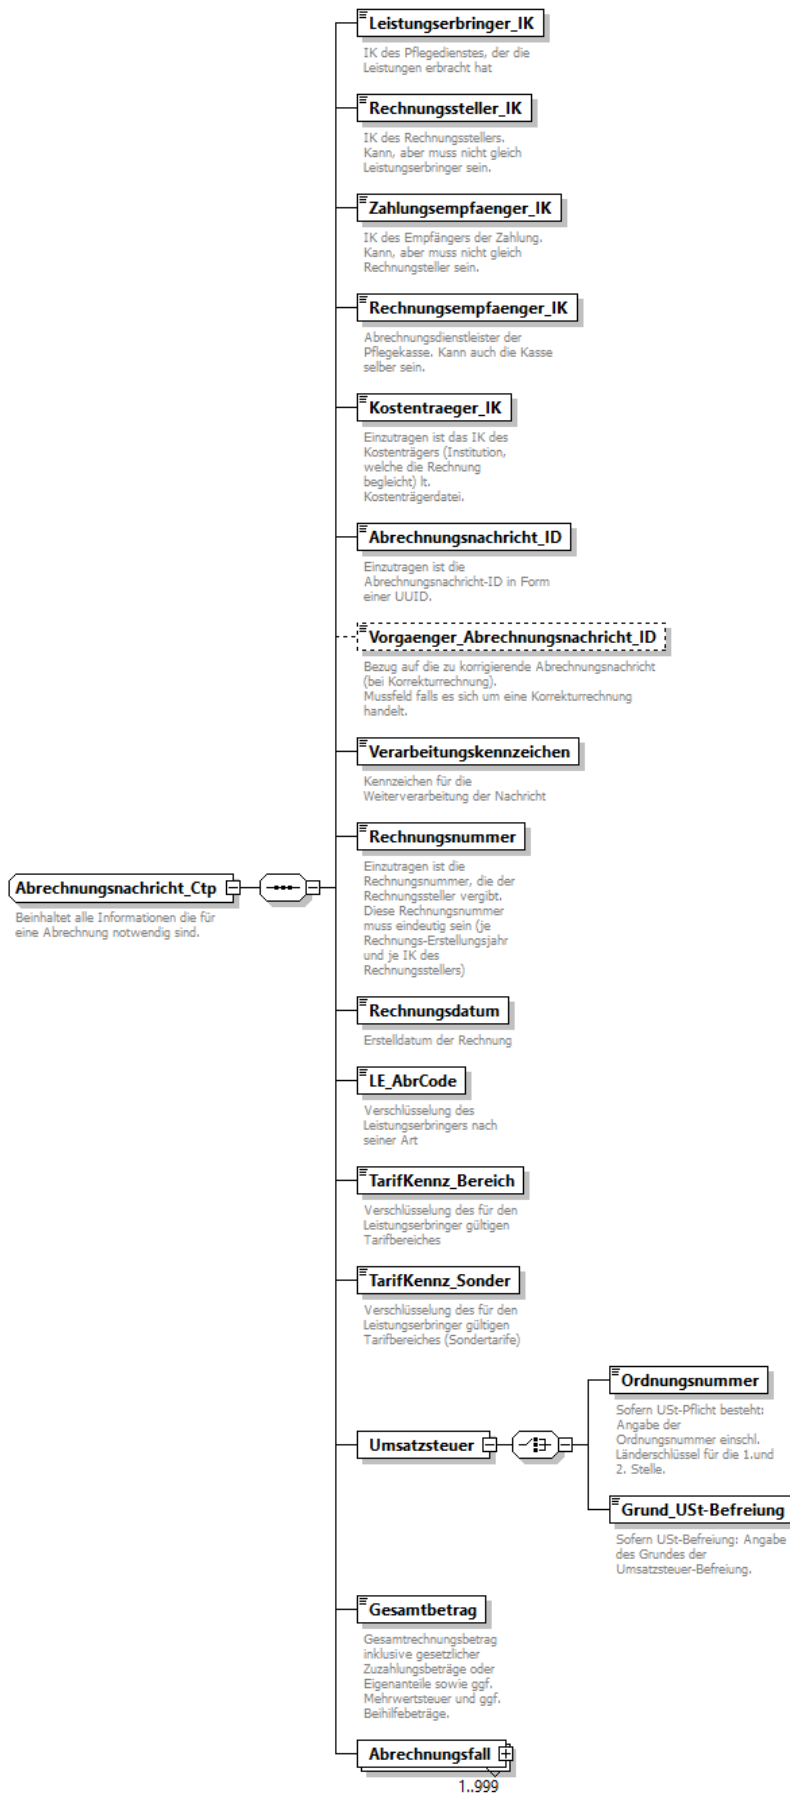 Leistungserbringer_IK
IK des Pflegedienstes, der die
Leistungen erbracht hat
Rechnungssteller_IK
IK des Rechnungsstellers.
Kann, aber muss nicht gleich
Leistungserbringer sein.
Zahlungsempfaenger_IK
IK des Empfängers der Zahlung.
Kann, aber muss nicht gleich
Rechnungsteller sein.
Rechnungsempfaenger_IK
Abrechnungsdienstleister der
Pflegekasse. Kann auch die Kasse
selber sein.
Kostentraeger_IK
Einzutragen ist das IK des
Kostenträgers (Institution,
welche die Rechnung
begleicht) lt.
Kostenträgerdatei.
Abrechnungsnachricht_ID
Einzutragen ist die
Abrechnungsnachricht-ID in Form
einer UUID.
Vorgaenger_Abrechnungsnachricht_ID
Bezug auf die zu korrigierende Abrechnungsnachricht
(bei Korrekturrechnung).
Mussfeld falls es sich um eine Korrekturrechnung
handelt.
Verarbeitungskennzeichen
Kennzeichen für die
Weiterverarbeitung der Nachricht
Rechnungsnummer
Einzutragen ist die
Rechnungsnummer, die der
Rechnungssteller vergibt.
Diese Rechnungsnummer
muss eindeutig sein (je
Rechnungs-Erstellungsjahr
und je IK des
Rechnungsstellers)
Abrechnungsnachricht_Ctp
Beinhaltet alle Informationen die für
eine Abrechnung notwendig sind.
Rechnungsdatum
Erstelldatum der Rechnung
LE_AbrCode
Verschlüsselung des
Leistungserbringers nach
seiner Art
TarifKennz_Bereich
Verschlüsselung des für den
Leistungserbringer gültigen
Tarifbereiches
TarifKennz_Sonder
Verschlüsselung des für den
Leistungserbringer gültigen
Tarifbereiches (Sondertarife)
Umsatzsteuer
Ordnungsnummer
Sofern USt-Pflicht besteht:
Angabe der
Ordnungsnummer einschl.
Länderschlüssel für die 1.und
2. Stelle.
Grund_USt-Befreiung
Sofern USt-Befreiung: Angabe
des Grundes der
Umsatzsteuer-Befreiung.
Gesamtbetrag
Gesamtrechnungsbetrag
inklusive gesetzlicher
Zuzahlungsbeträge oder
Eigenanteile sowie ggf.
Mehrwertsteuer und ggf.
Beihilfebeträge.
Abrechnungsfall
1..999